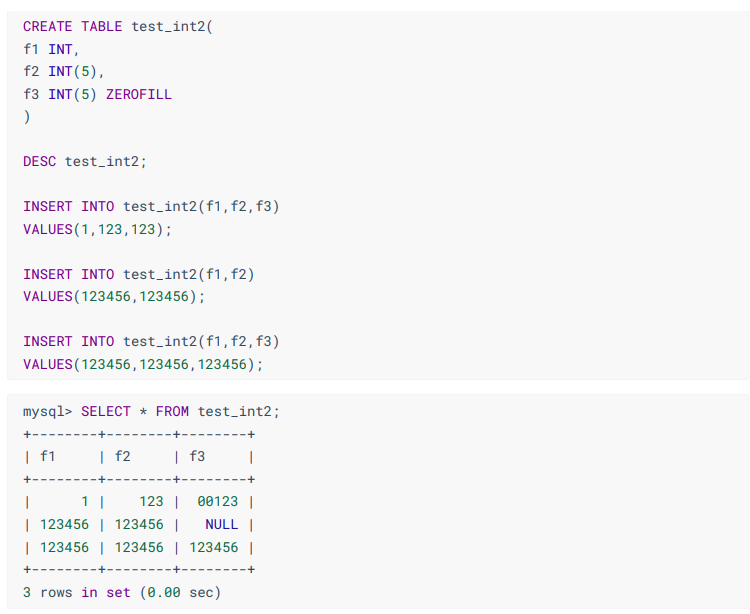 CREATE TABLE test_int2(
f1 INT,
f2 INT(5),
f3 INT(5) ZEROFILL
)
DESC test_int2;
INSERT INTO test_int2(f1,f2,f3)
VALUES(1,123,123);
INSERT INTO test_int2(f1,f2)
VALUES(123456,123456);
INSERT INTO test_int2(f1,f2,f3)
VALUES(123456,123456,123456);
mysql> SELECT * FROM test_int2;
+--------+--------+--------+
| f1     | f2     | f3     |
+--------+--------+--------+
|      1 |    123 |  00123 |
| 123456 | 123456 |   NULL |
| 123456 | 123456 | 123456 |
+--------+--------+--------+
3 rows in set (0.00 sec)